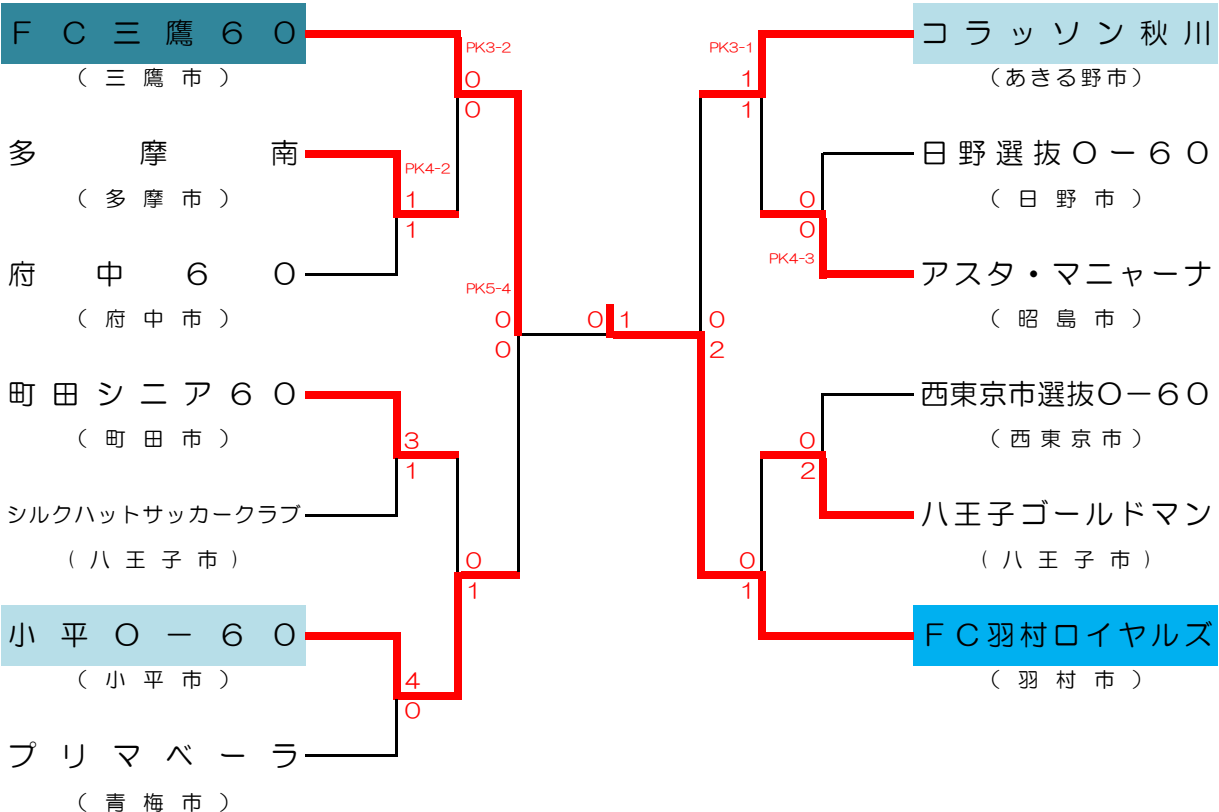 ＦＣ三鷹６０
（三鷹市）
多摩南
（多摩市）
府中６０
（府中市）
町田シニア６０
（町田市）
シルクハットサッカークラブ
（八王子市）
小平Ｏ－６０
（小平市）
プリマベーラ
（青梅市）
PK3-2
0
0
PK4-2
1
1
PK5-4
0
0
3
1
0
1
4
0
0 1
PK3-1
1
1
0
0
PK4-3
0
2
0
2
0
1
コラッソン秋川
（あきる野市）
日野選抜Ｏ－６０
（日野市）
アスタ・マニャーナ
（昭島市）
西東京市選抜Ｏ－６０
（西東京市）
八王子ゴールドマン
（八王子市）
ＦＣ羽村ロイヤルズ
（羽村市）